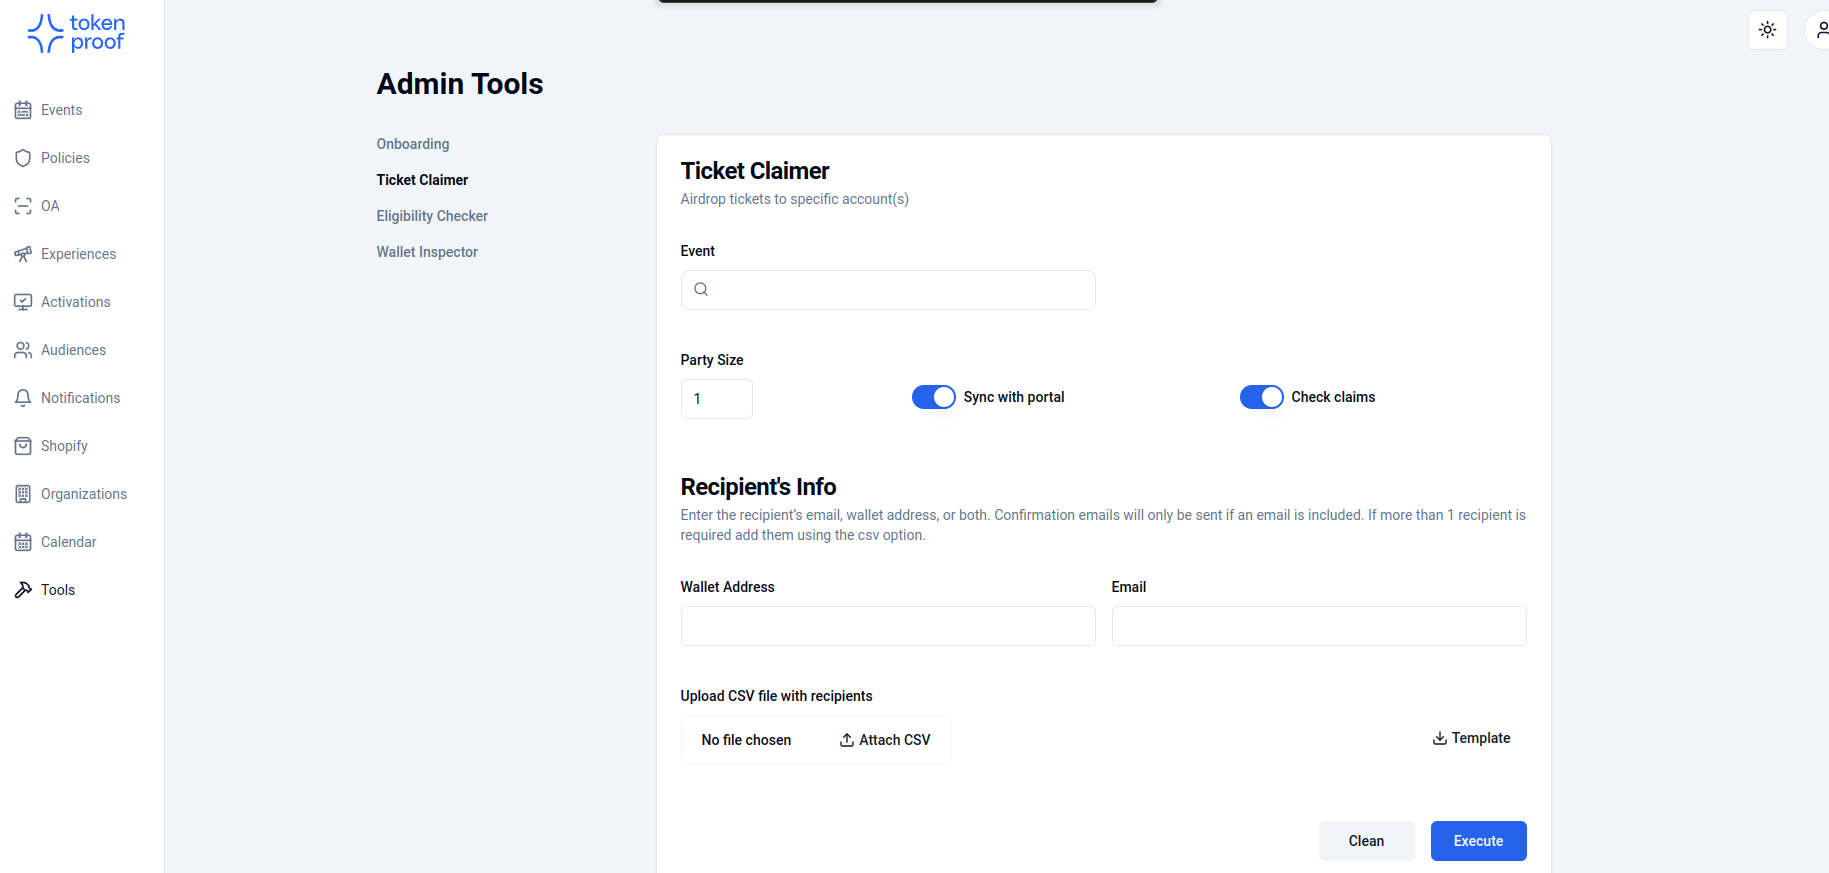 token
proof
Events
Policies
OA
Experiences
Activations
Audiences
Notifications
Shopify
Organizations
Calendar
Tools
Admin Tools
Onboarding
Ticket Claimer
Eligibility Checker
Wallet Inspector
Ticket Claimer
Airdrop tickets to specific account(s)
Event
Party Size
1
Sync with portal
Check claims
Recipient's Info
Enter the recipient's email, wallet address, or both. Confirmation emails will only be sent if an email is included. If more than 1 recipient is
required add them using the csv option.
Wallet Address
Email
Upload CSV file with recipients
No file chosen
Attach CSV
Template
Clean
Execute